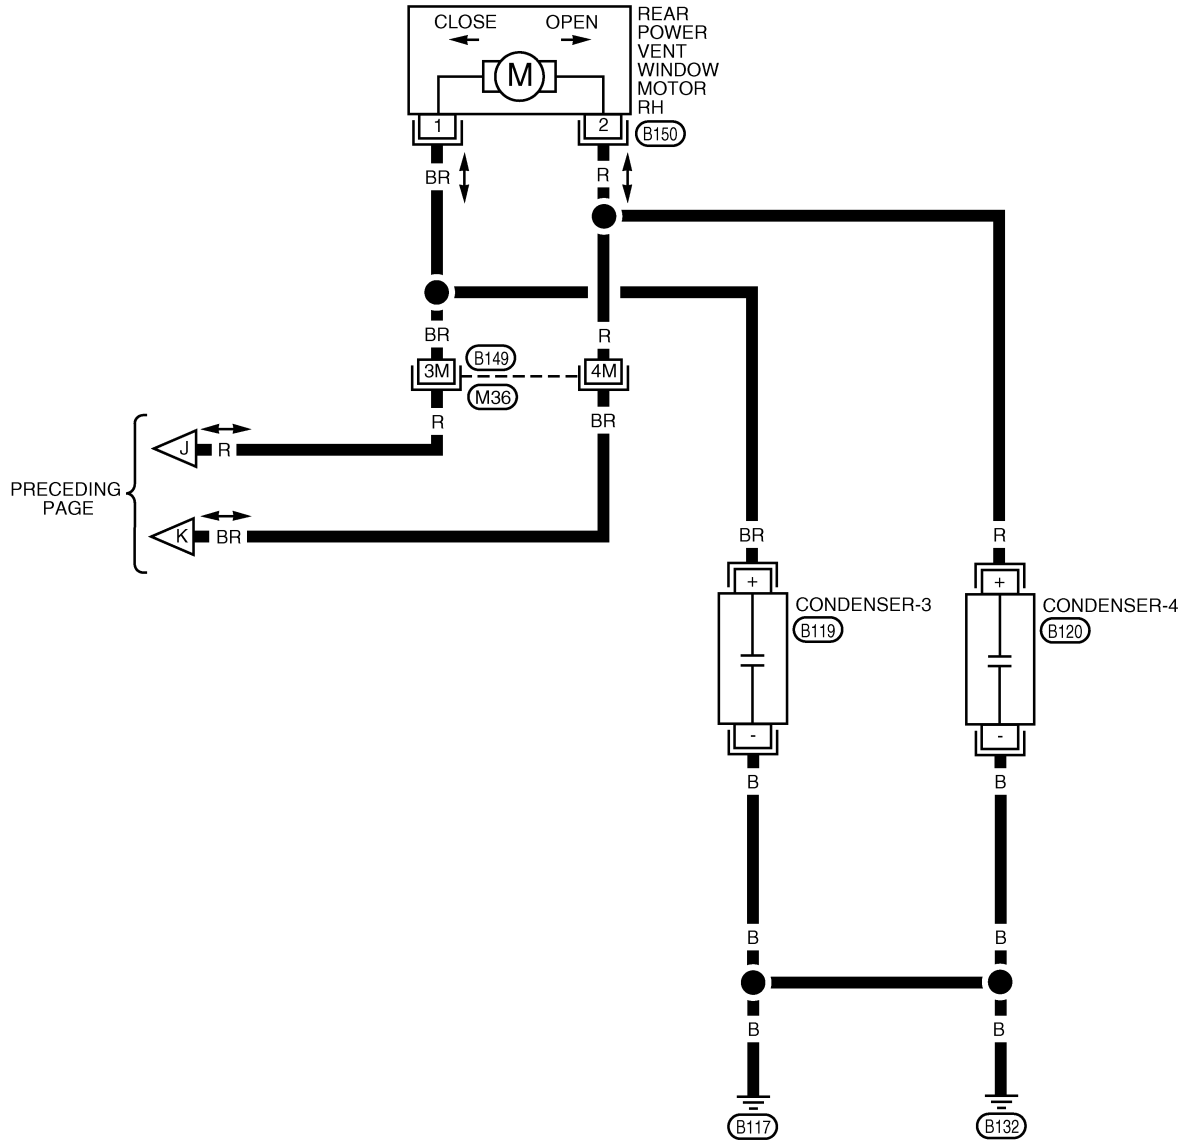 REAR
POWER
VENT
WINDOW
MOTOR
RH
CLOSE OPEN
M
1 2
B150
BR R
BR R
B149
3M 4M
M36
R BR
J R
PRECEDING
PAGE
K BR
BR R
+ +
CONDENSER-3 CONDENSER-4
B119 B120
- -
B B
B B
B B
B117 B132